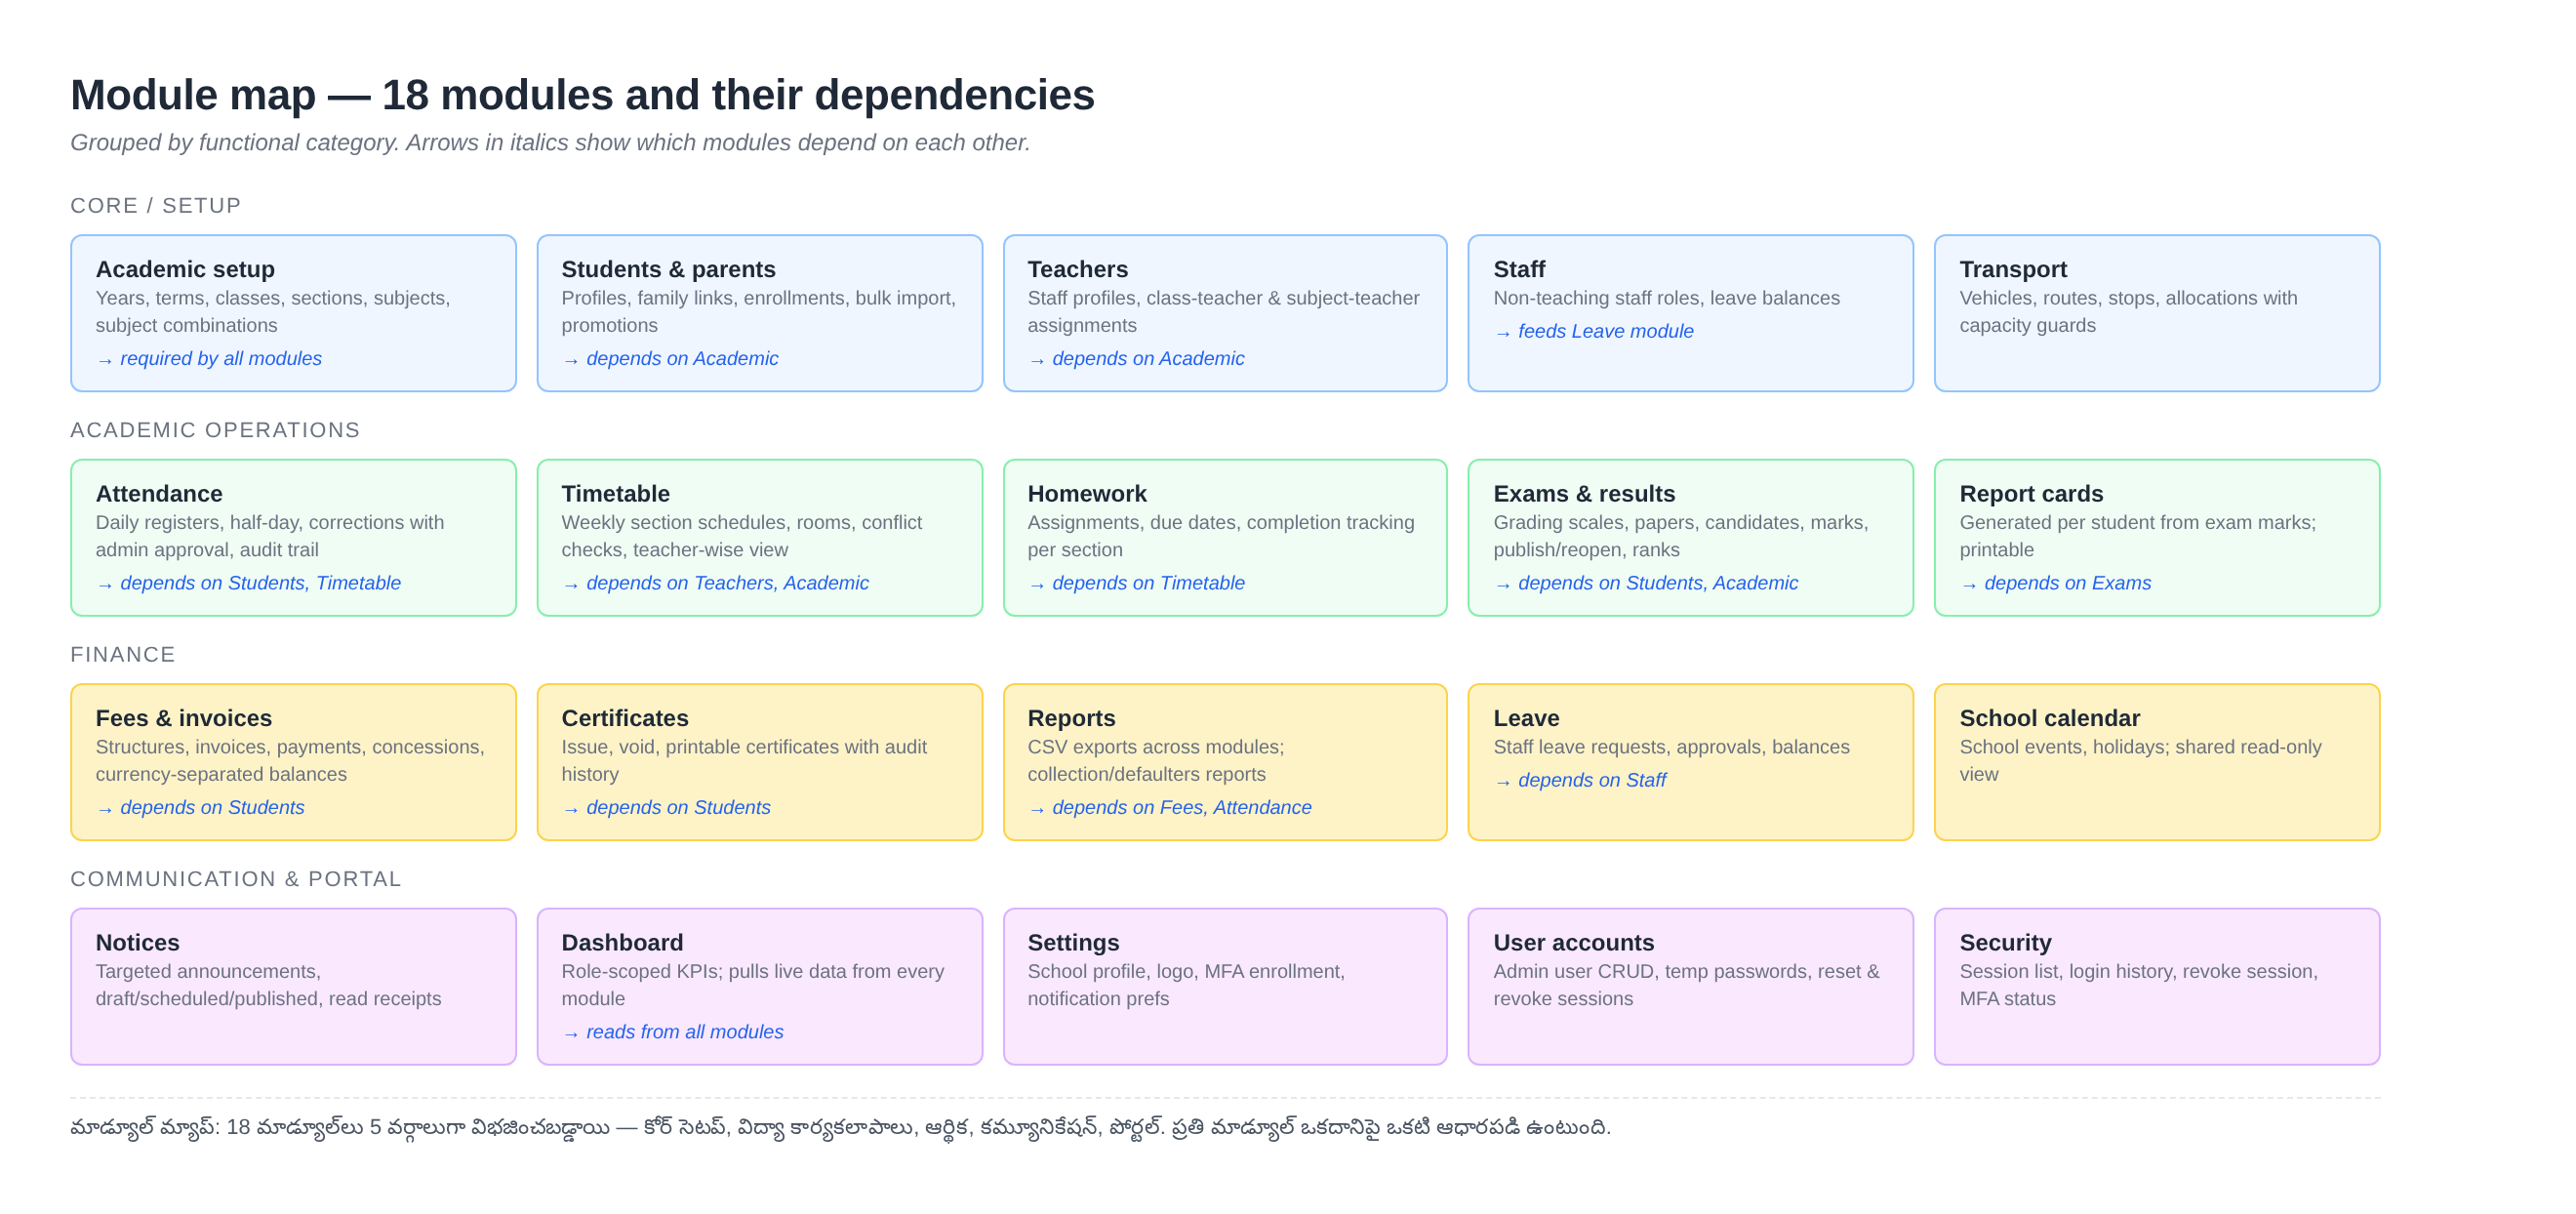 Module map — 18 modules and their dependencies
Grouped by functional category. Arrows in italics show which modules depend on each other.
CORE / SETUP
Academic setup
Years, terms, classes, sections, subjects,
subject combinations
→ required by all modules
Students & parents
Profiles, family links, enrollments, bulk import,
promotions
→ depends on Academic
Teachers
Staff profiles, class-teacher & subject-teacher
assignments
→ depends on Academic
Staff
Non-teaching staff roles, leave balances
→ feeds Leave module
Transport
Vehicles, routes, stops, allocations with
capacity guards
ACADEMIC OPERATIONS
Attendance
Daily registers, half-day, corrections with
admin approval, audit trail
→ depends on Students, Timetable
Timetable
Weekly section schedules, rooms, conflict
checks, teacher-wise view
→ depends on Teachers, Academic
Homework
Assignments, due dates, completion tracking
per section
→ depends on Timetable
Exams & results
Grading scales, papers, candidates, marks,
publish/reopen, ranks
→ depends on Students, Academic
Report cards
Generated per student from exam marks;
printable
→ depends on Exams
FINANCE
Fees & invoices
Structures, invoices, payments, concessions,
currency-separated balances
→ depends on Students
Certificates
Issue, void, printable certificates with audit
history
→ depends on Students
Reports
CSV exports across modules;
collection/defaulters reports
→ depends on Fees, Attendance
Leave
Staff leave requests, approvals, balances
→ depends on Staff
School calendar
School events, holidays; shared read-only
view
COMMUNICATION & PORTAL
Notices
Targeted announcements,
draft/scheduled/published, read receipts
Dashboard
Role-scoped KPIs; pulls live data from every
module
→ reads from all modules
Settings
School profile, logo, MFA enrollment,
notification prefs
User accounts
Admin user CRUD, temp passwords, reset &
revoke sessions
Security
Session list, login history, revoke session,
MFA status
మాడ్యూల్ మ్యాప్: 18 మాడ్యూల్‌లు 5 వర్గాలుగా విభజించబడ్డాయి — కోర్ సెటప్, విద్యా కార్యకలాపాలు, ఆర్థిక, కమ్యూనికేషన్, పోర్టల్. ప్రతి మాడ్యూల్ ఒకదానిపై ఒకటి ఆధారపడి ఉంటుంది.